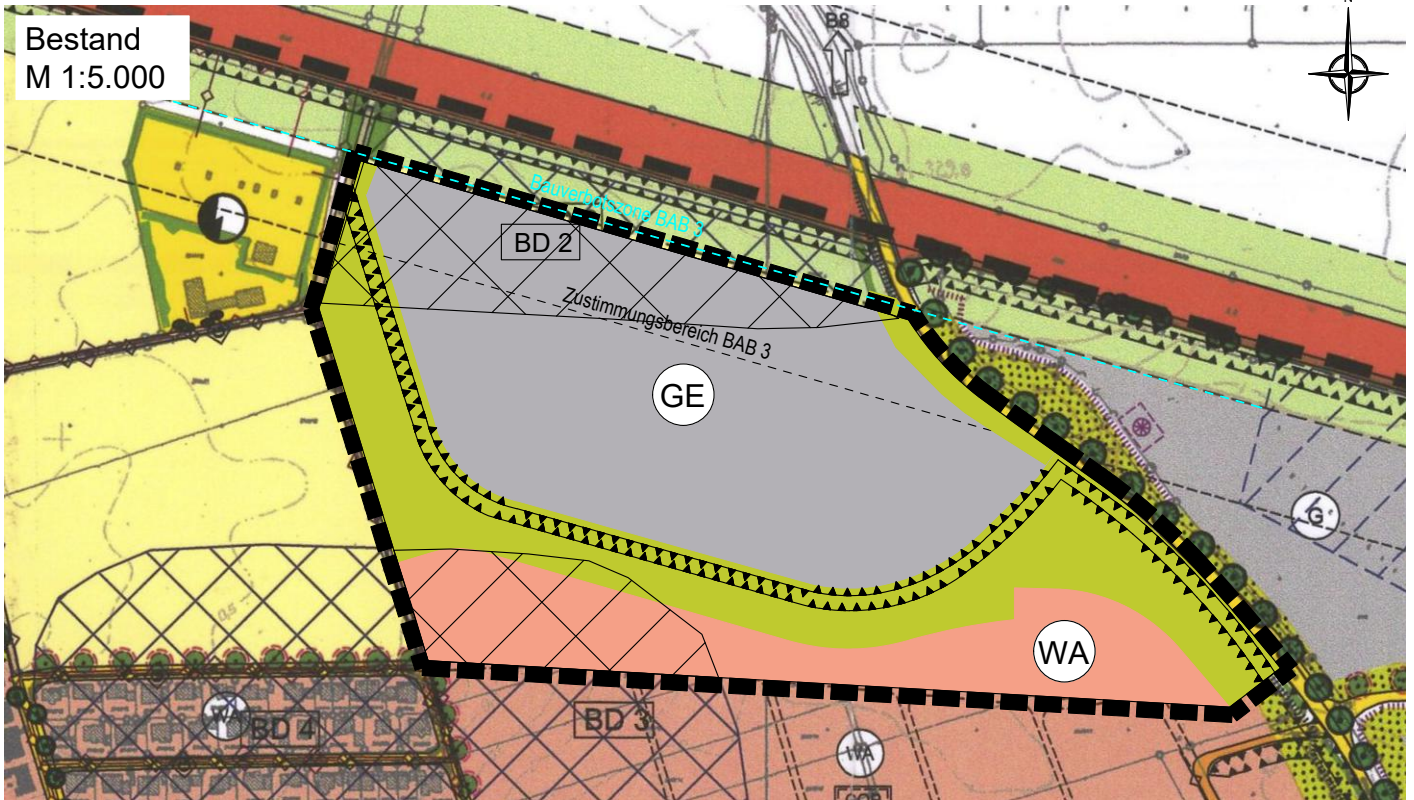 Bestand
M 1:5.000
B8
N
Bauverbotszone BAB 3
BD 2
Zustimmungsbereich BAB 3
GE
G
WA
WA
BD 4
BD 3
WA